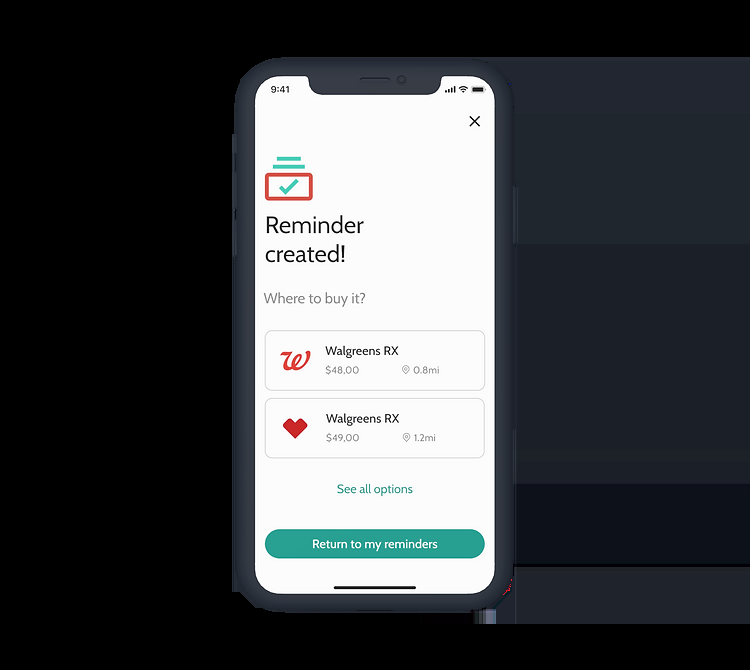 9:41
Reminder
created!
Where to buy it?
Walgreens RX
$48,00 0.8mi
Walgreens RX
$49,00 1.2mi
See all options
Return to my reminders